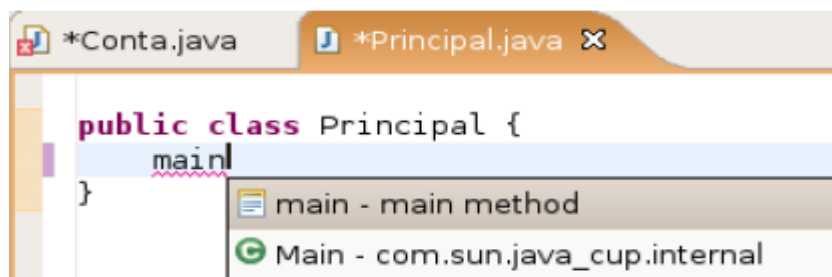 *Conta.java *Principal.java
public class Principal {
main
}
main - main method
Main - com.sun.java_cup.internal